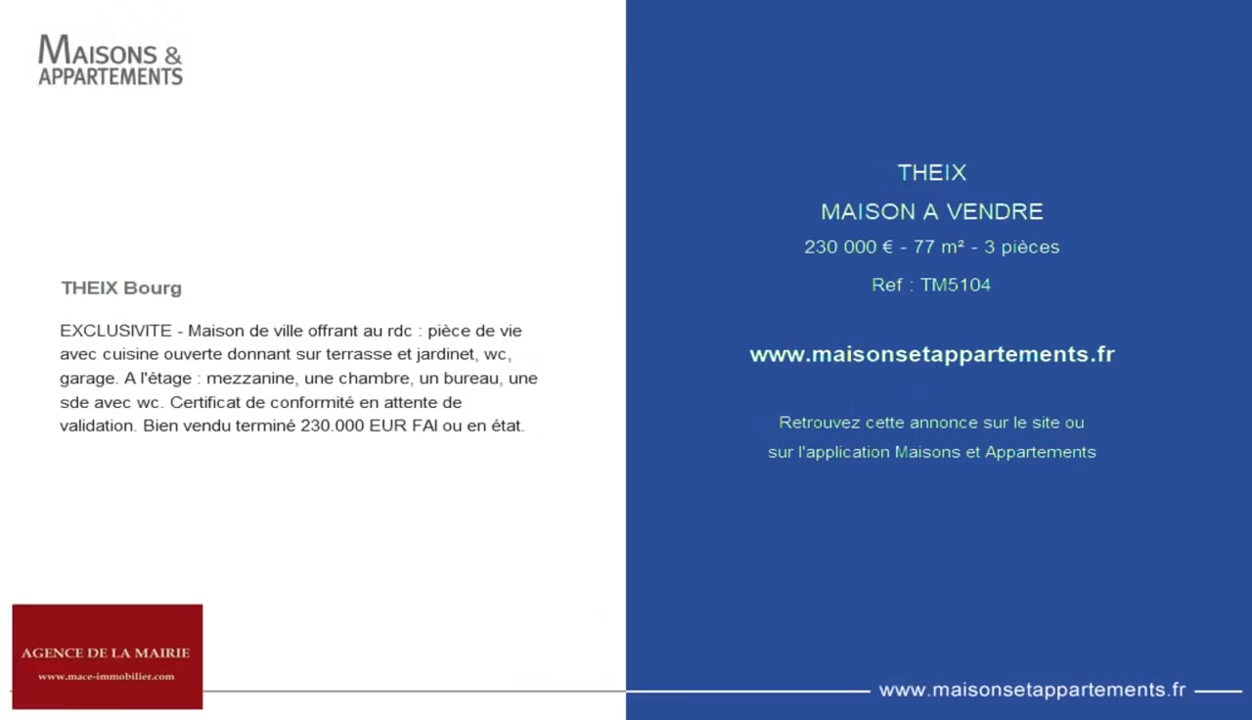 MAISONS &
APPARTEMENTS
THEIX Bourg
EXCLUSIVITE - Maison de ville offrant au rdc : pièce de vie
avec cuisine ouverte donnant sur terrasse et jardinet, wc,
garage. A l'étage : mezzanine, une chambre, un bureau, une
sde avec wc. Certificat de conformité en attente de
validation. Bien vendu terminé 230.000 EUR FAI ou en état.
AGENCE DE LA MAIRIE
www.mace-immobilier.com
THEIX
MAISON A VENDRE
230 000 € - 77 m² - 3 pièces
Ref : TM5104
www.maisonsetappartements.fr
Retrouvez cette annonce sur le site ou
sur l'application Maisons et Appartements
www.maisonsetappartements.fr